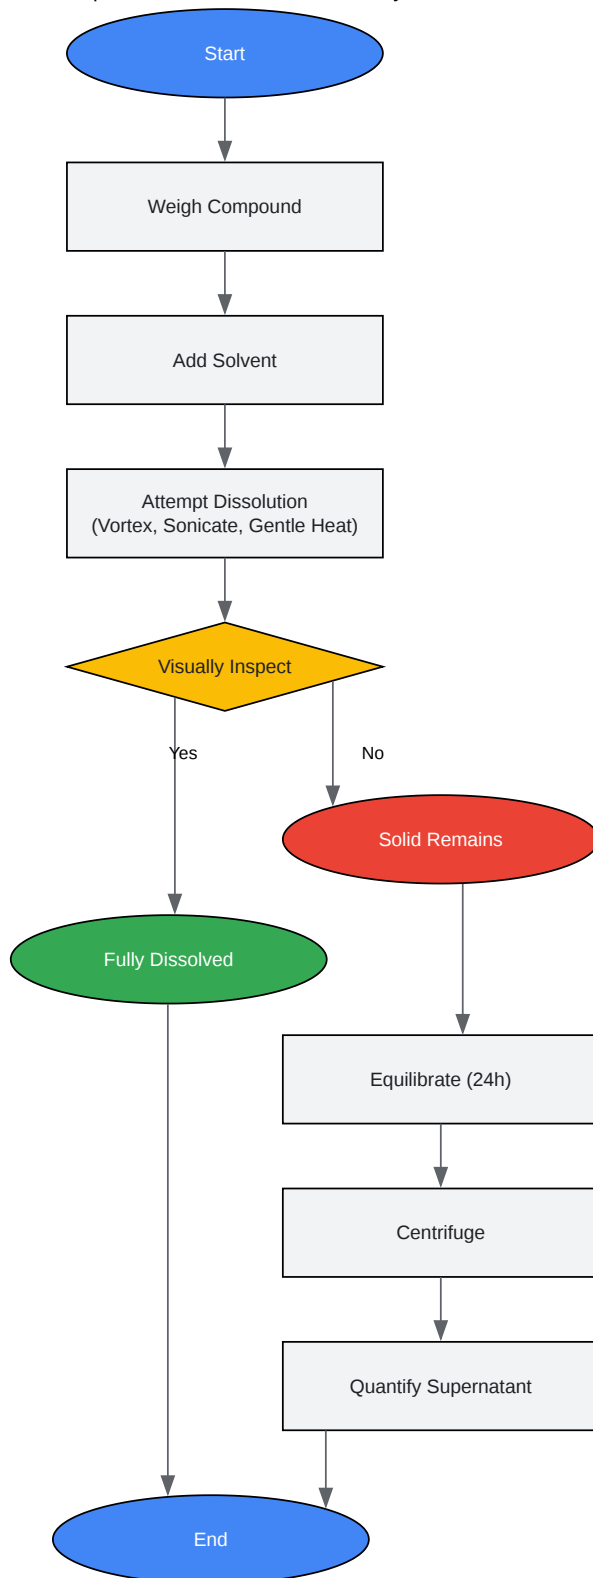 Start
Weigh Compound
Add Solvent
Attempt Dissolution
(Vortex, Sonicate, Gentle Heat)
Visually Inspect
Yes
No
Solid Remains
Fully Dissolved
Equilibrate (24h)
Centrifuge
Quantify Supernatant
End